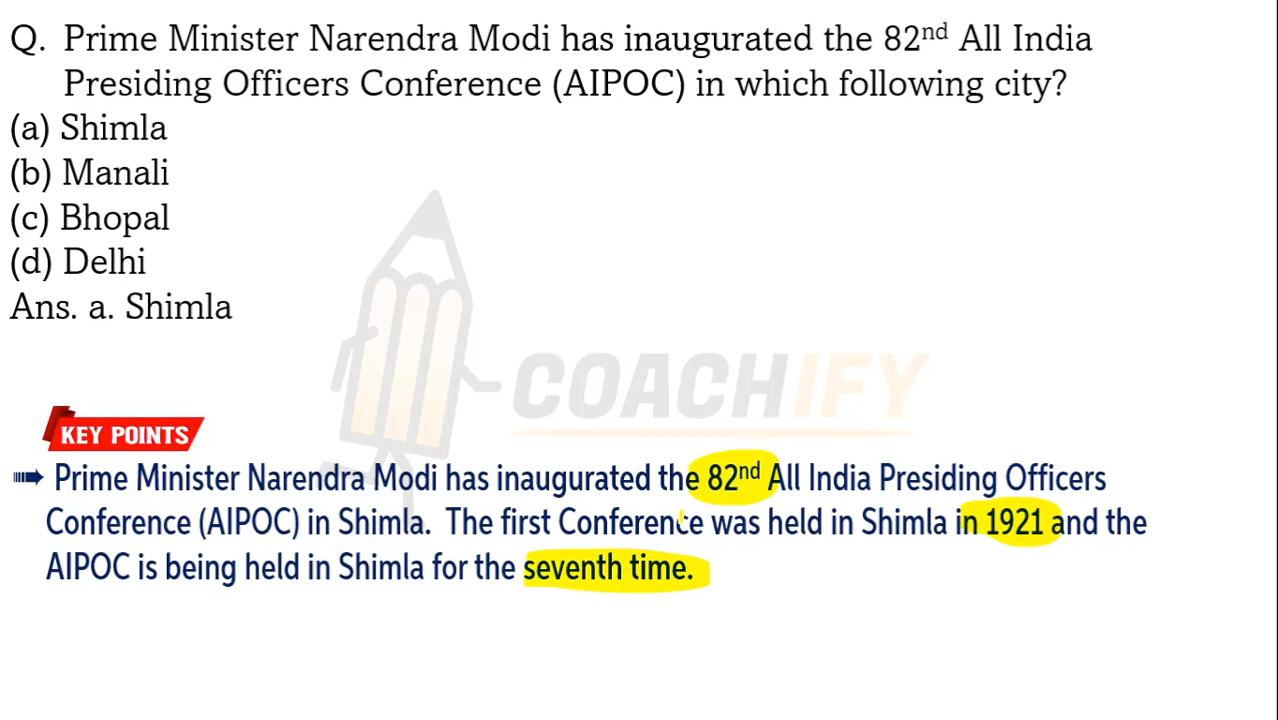 Q. Prime Minister Narendra Modi has inaugurated the 82nd All India
Presiding Officers Conference (AIPOC) in which following city?
(a) Shimla
(b) Manali
(c) Bhopal
(d) Delhi
Ans. a. Shimla
COACHIFY
KEY POINTS
Prime Minister Narendra Modi has inaugurated the 82nd All India Presiding Officers
Conference (AIPOC) in Shimla. The first Conference was held in Shimla in 1921 and the
AIPOC is being held in Shimla for the seventh time.